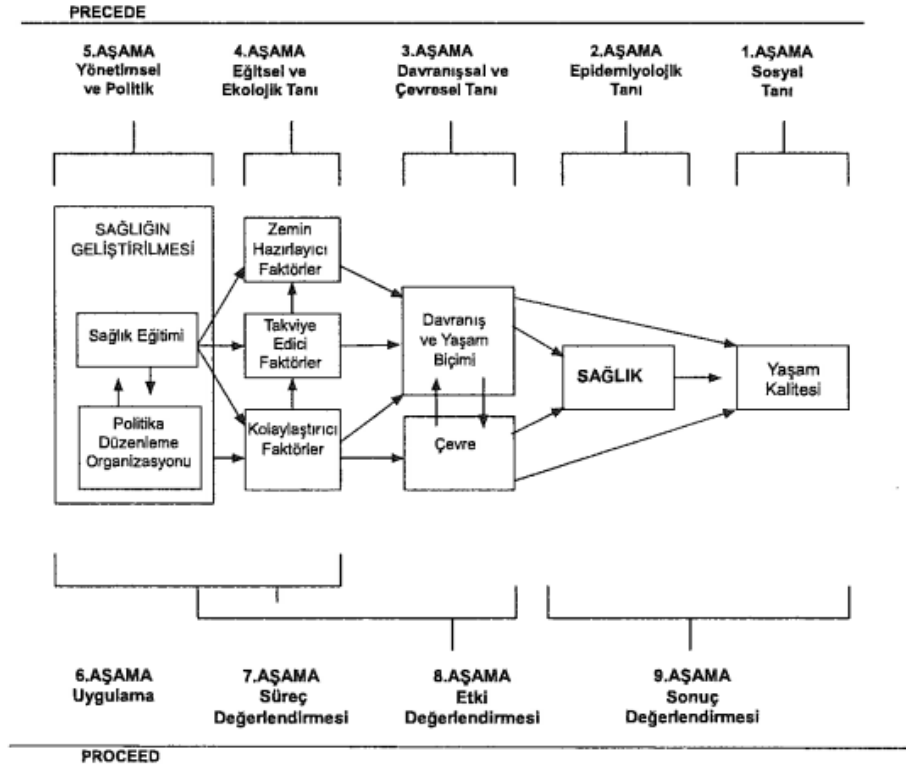 PRECEDE
5.AŞAMA
Yönetimsel
ve Politik
4.AŞAMA
Eğitsel ve
Ekolojik Tanı
3.AŞAMA
Davranışsal ve
Çevresel Tanı
2.AŞAMA
Epidemiyolojik
Tanı
1.AŞAMA
Sosyal
Tanı
SAĞLIĞIN
GELİŞTİRİLMESİ
Sağlık Eğitimi
Politika
Düzenleme
Organizasyonu
Zemin
Hazırlayıcı
Faktörler
Takviye
Edici
Faktörler
Kolaylaştırıcı
Faktörler
Davranış
ve Yaşam
Biçimi
Çevre
SAĞLIK
Yaşam
Kalitesi
6.AŞAMA
Uygulama
7.AŞAMA
Süreç
Değerlendirmesi
8.AŞAMA
Etki
Değerlendirmesi
9.AŞAMA
Sonuç
Değerlendirmesi
PROCEED